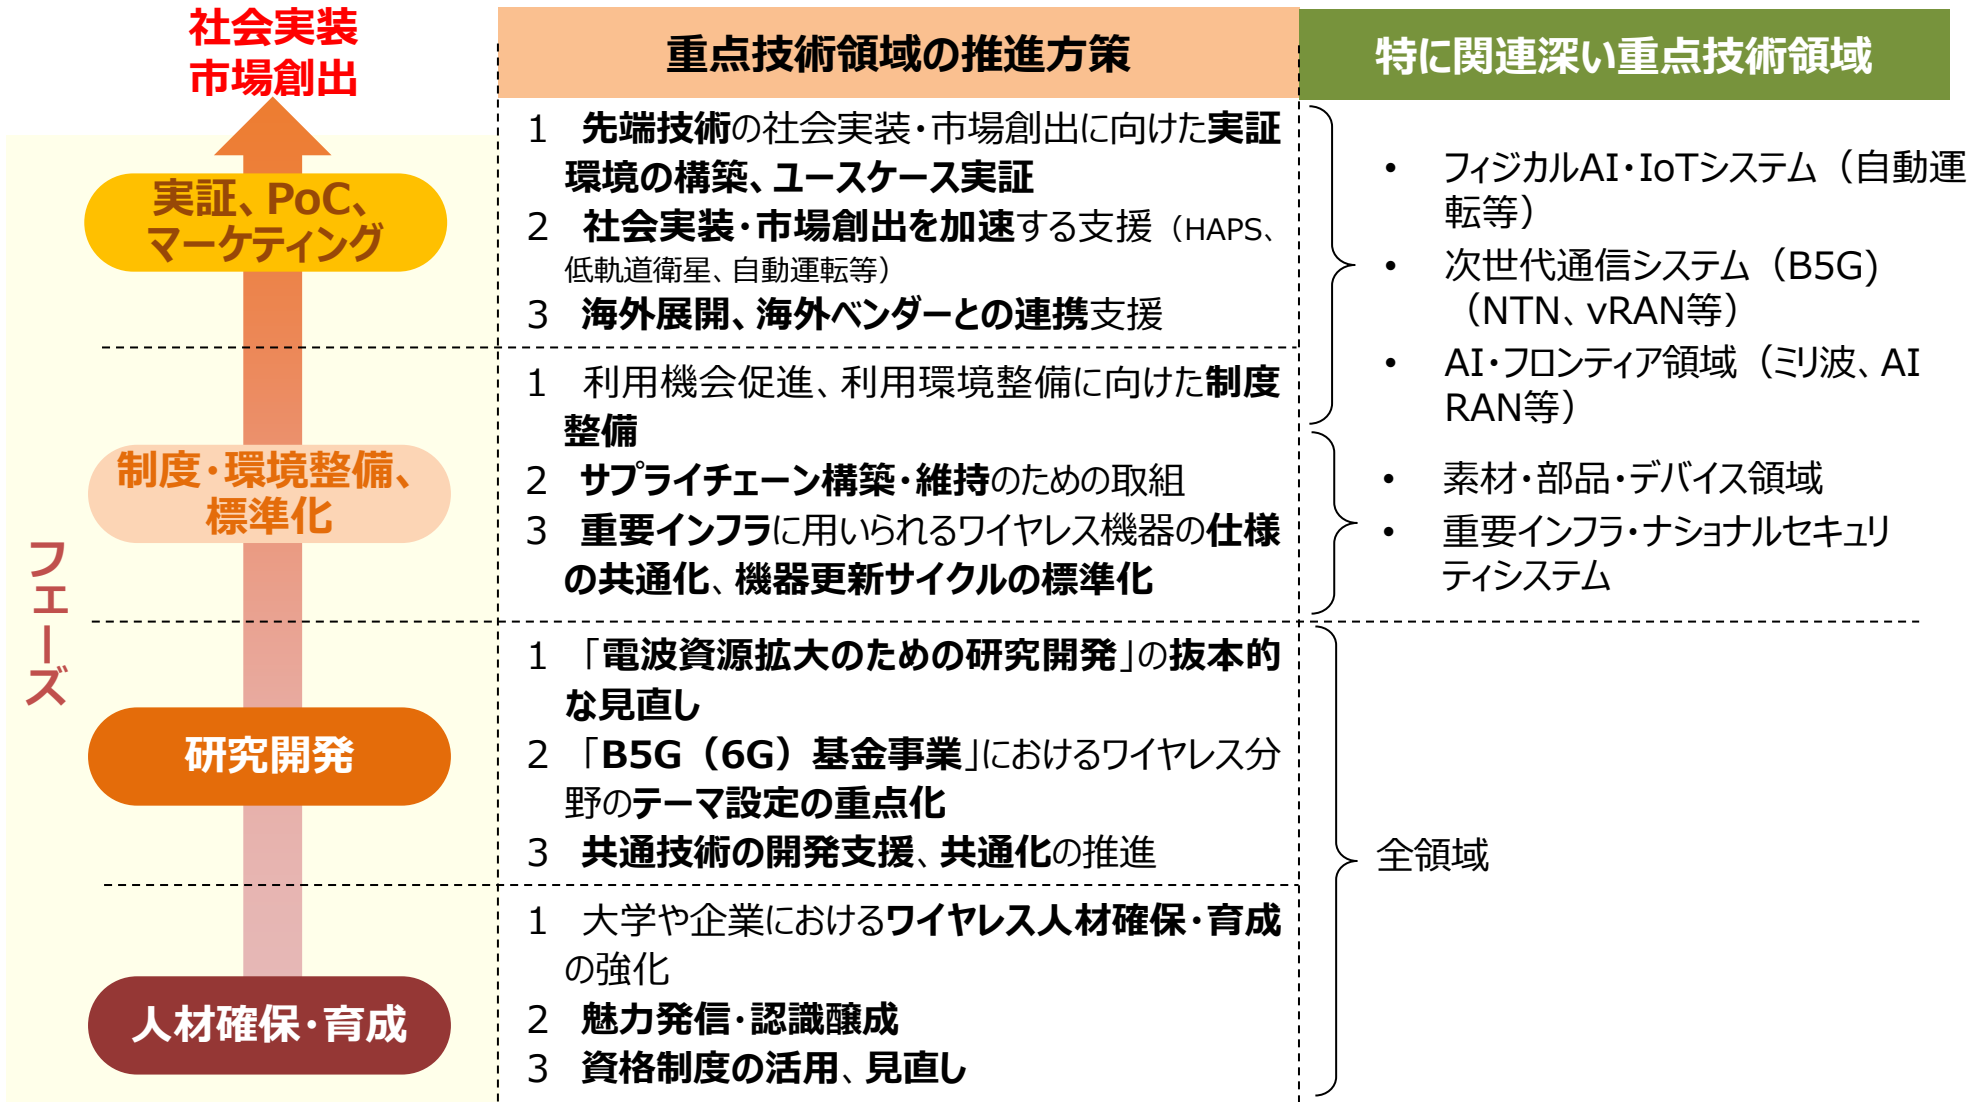 社会実装
市場創出
重点技術領域の推進方策
特に関連深い重点技術領域
フェーズ
実証、PoC、
マーケティング
1 先端技術の社会実装・市場創出に向けた実証
環境の構築、ユースケース実証
2 社会実装・市場創出を加速する支援（HAPS、
低軌道衛星、自動運転等）
3 海外展開、海外ベンダーとの連携支援
• フィジカルAI・IoTシステム（自動運
転等）
• 次世代通信システム（B5G)
（NTN、vRAN等）
• AI・フロンティア領域（ミリ波、AI
RAN等）
制度・環境整備、
標準化
1 利用機会促進、利用環境整備に向けた制度
整備
2 サプライチェーン構築・維持のための取組
3 重要インフラに用いられるワイヤレス機器の仕様
の共通化、機器更新サイクルの標準化
• 素材・部品・デバイス領域
• 重要インフラ・ナショナルセキュリ
ティシステム
研究開発
1 「電波資源拡大のための研究開発」の抜本的
な見直し
2 「B5G（6G）基金事業」におけるワイヤレス分
野のテーマ設定の重点化
3 共通技術の開発支援、共通化の推進
全領域
人材確保・育成
1 大学や企業におけるワイヤレス人材確保・育成
の強化
2 魅力発信・認識醸成
3 資格制度の活用、見直し